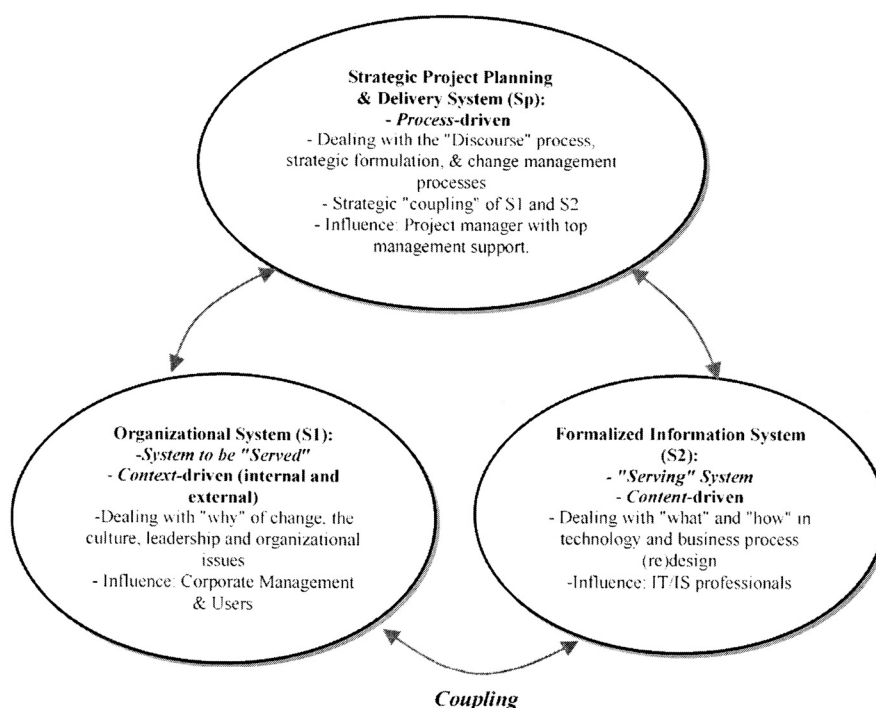 Strategic Project Planning
& Delivery System (Sp):
- Process-driven
- Dealing with the "Discourse" process,
strategic formulation, & change management
processes
- Strategic "coupling" of S1 and S2
- Influence: Project manager with top
management support.
Organizational System (S1):
-System to be "Served"
- Context-driven (internal and
external)
-Dealing with "why" of change, the
culture, leadership and organizational
issues
- Influence: Corporate Management
& Users
Formalized Information System
(S2):
- "Serving" System
- Content-driven
- Dealing with "what" and "how" in
technology and business process
(re)design
-Influence: IT/IS professionals
Coupling